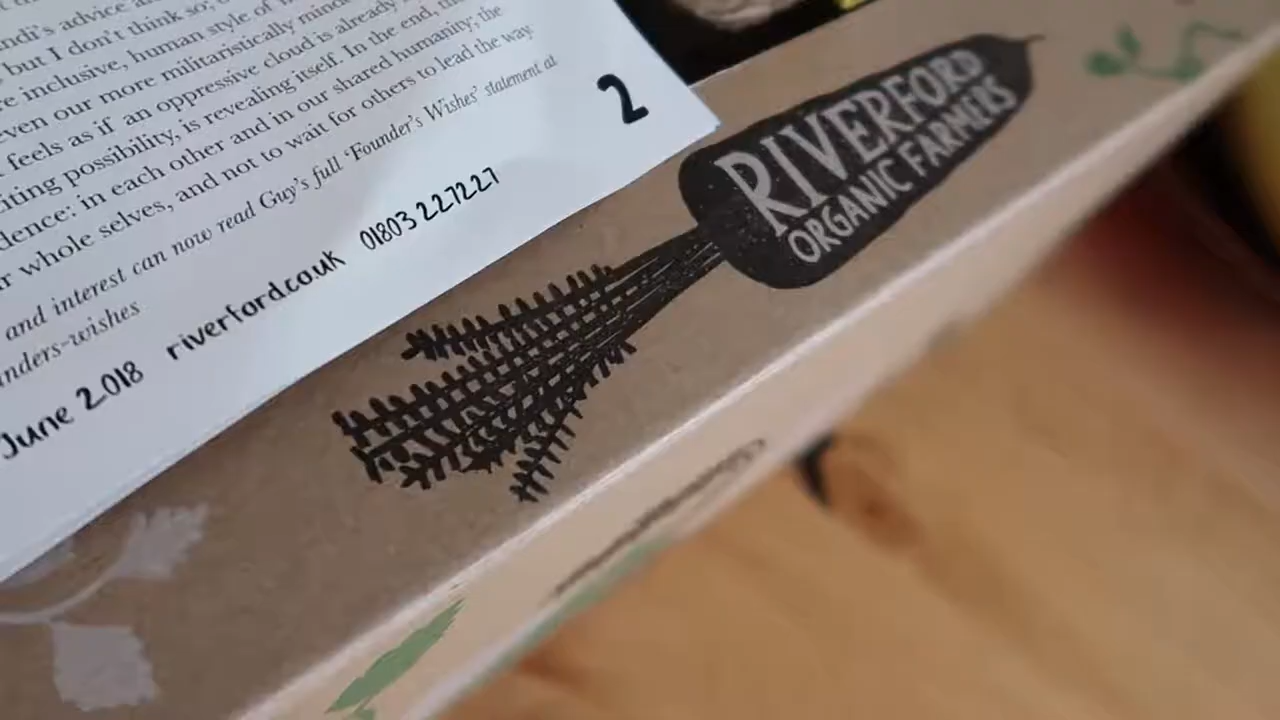 ndi's advice
but I don't think so;
inclusive, human style of
even our more militaristically
feels as if an oppressive cloud is already
iting possibility, is revealing itself. In the end,
dence: in each other and in our shared humanity; the
r whole selves, and not to wait for others to lead the way.
and interest can now read Guy's full 'Founder's Wishes' statement at
nders-wishes
June 2018 riverford.co.uk 01803 227227
2
RIVERFORD
ORGANIC FARMERS